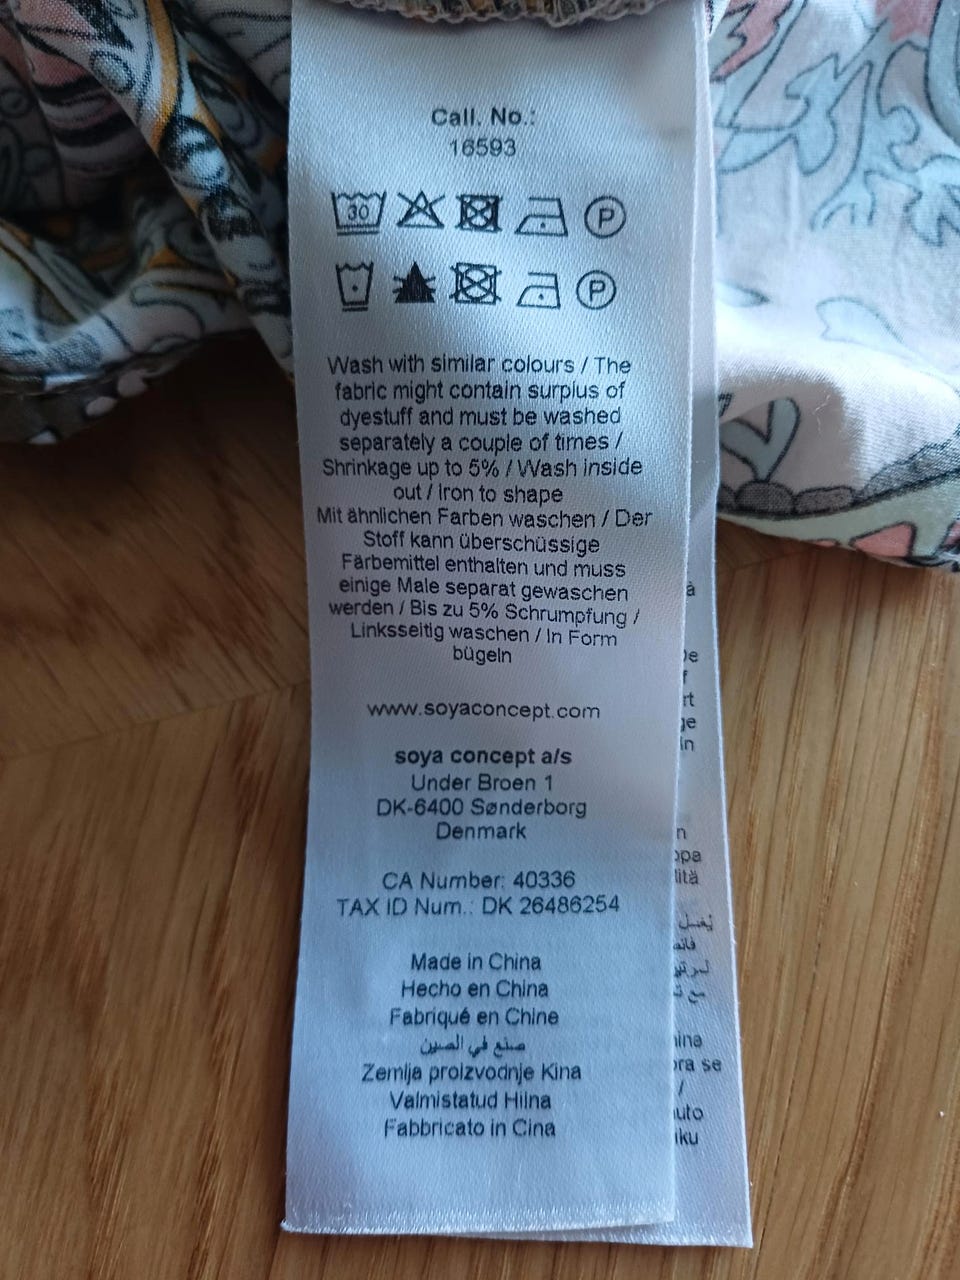 Call. No.:
16593
30 P
P
Wash with similar colours / The
fabric might contain surplus of
dyestuff and must be washed
separately a couple of times /
Shrinkage up to 5% / Wash inside
out / Iron to shape
Mit ähnlichen Farben waschen / Der
Stoff kann überschüssige
Färbemittel enthalten und muss
einige Male separat gewaschen
werden / Bis zu 5% Schrumpfung /
Linksseitig waschen / In Form
bügeln
www.soyaconcept.com
soya concept a/s
Under Broen 1
DK-6400 Sønderborg
Denmark
CA Number: 40336
TAX ID Num.: DK 26486254
Made in China
Hecho en China
Fabriqué en Chine
صنع في الصين
Zemlja proizvodnje Kina
Valmistatud Hiina
Fabbricato in Cina